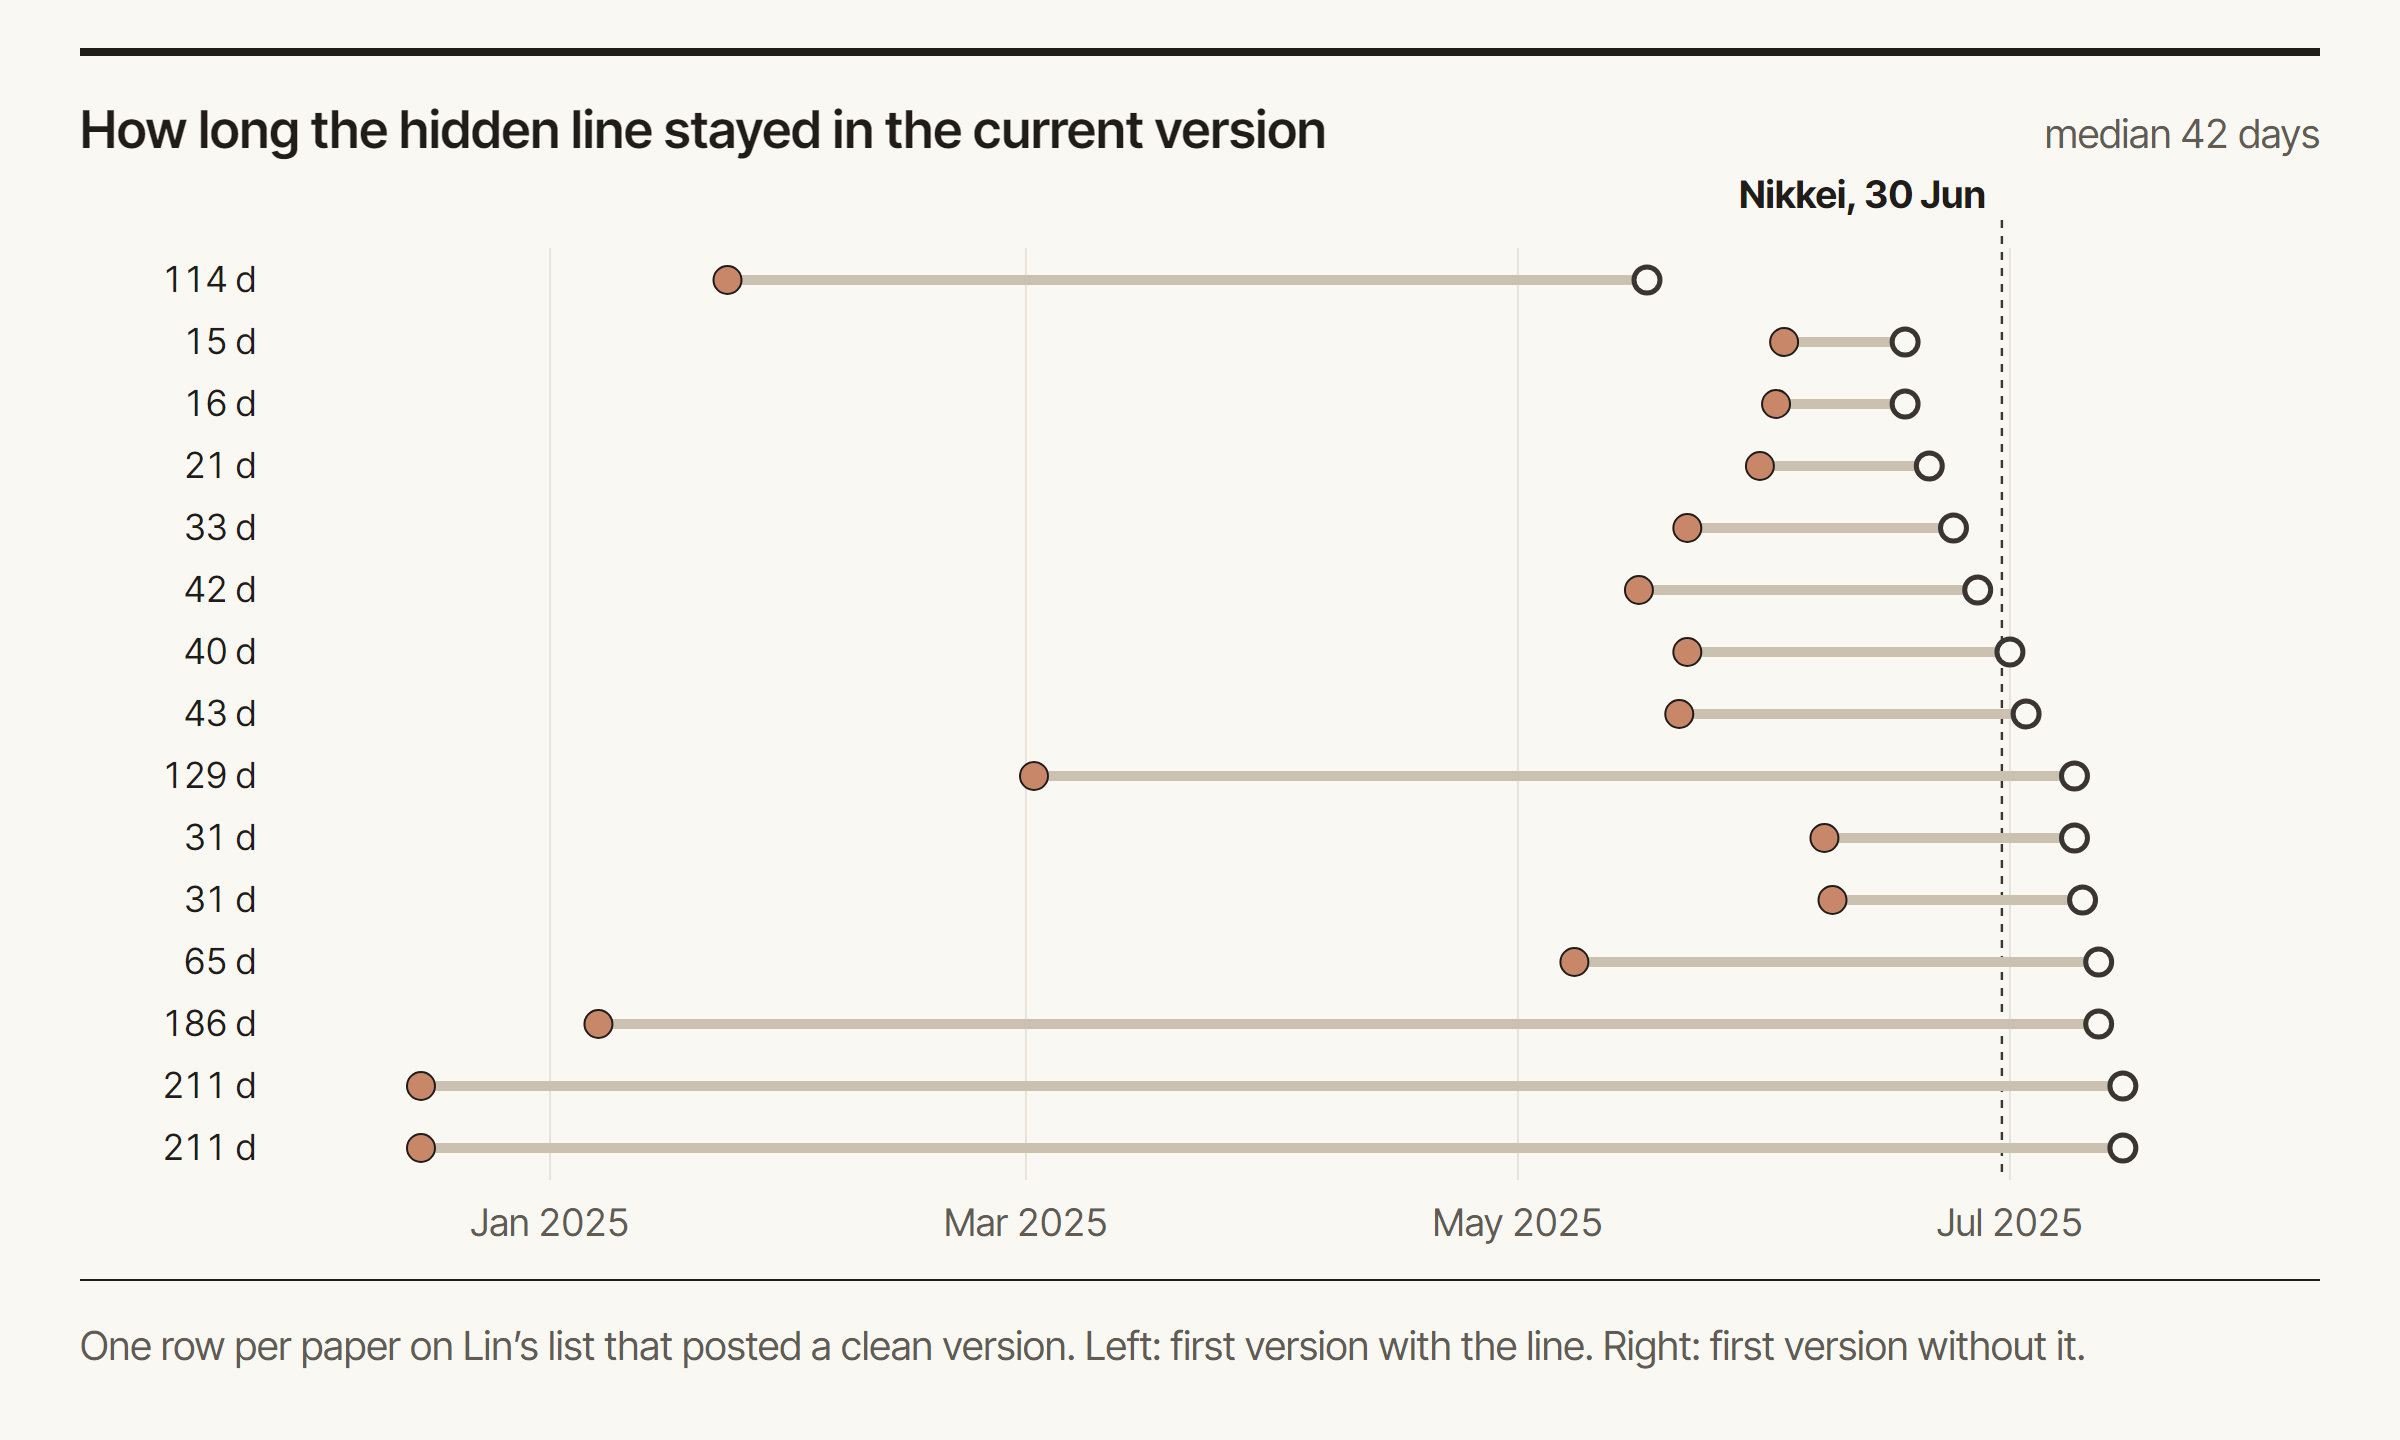 How long the hidden line stayed in the current version
median 42 days
Nikkei, 30 Jun
114 d
15 d
16 d
21 d
33 d
42 d
40 d
43 d
129 d
31 d
31 d
65 d
186 d
211 d
211 d
Jan 2025
Mar 2025
May 2025
Jul 2025
One row per paper on Lin’s list that posted a clean version. Left: first version with the line. Right: first version without it.